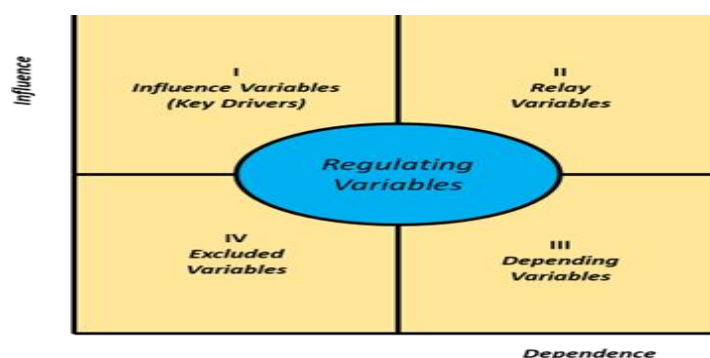 Influence
I
Influence Variables
(Key Drivers)
II
Relay
Variables
Regulating
Variables
IV
Excluded
Variables
III
Depending
Variables
Dependence